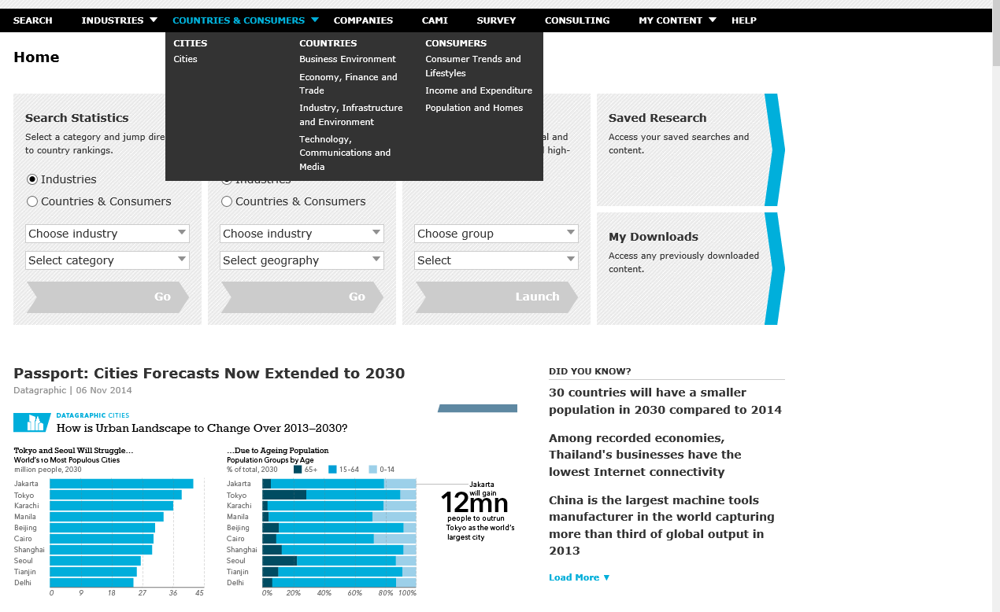 SEARCH INDUSTRIES COUNTRIES & CONSUMERS COMPANIES CAMI SURVEY CONSULTING MY CONTENT HELP
CITIES
Cities
COUNTRIES
Business Environment
Economy, Finance and
Trade
Industry, Infrastructure
and Environment
Technology,
Communications and
Media
CONSUMERS
Consumer Trends and
Lifestyles
Income and Expenditure
Population and Homes
Home
Search Statistics
Select a category and jump dire
to country rankings.
Industries
Countries & Consumers
Choose industry
Select category
Go
Industries
Countries & Consumers
Choose industry
Select geography
Go
al and
high-
Choose group
Select
Launch
Saved Research
Access your saved searches and
content.
My Downloads
Access any previously downloaded
content.
Passport: Cities Forecasts Now Extended to 2030
Datagraphic | 06 Nov 2014
DATAGRAPHIC CITIES
How is Urban Landscape to Change Over 2013–2030?
Tokyo and Seoul Will Struggle...
World's 10 Most Populous Cities
million people, 2030
Jakarta
Tokyo
Karachi
Manila
Beijing
Cairo
Shanghai
Seoul
Tianjin
Delhi
0 9 18 27 36 45
...Due to Ageing Population
Population Groups by Age
% of total, 2030 65+ 15-64 0-14
Jakarta
Tokyo
Karachi
Manila
Beijing
Cairo
Shanghai
Seoul
Tianjin
Delhi
0% 20% 40% 60% 80% 100%
Jakarta
will gain
12mn
people to outrun
Tokyo as the world's
largest city
DID YOU KNOW?
30 countries will have a smaller
population in 2030 compared to 2014
Among recorded economies,
Thailand's businesses have the
lowest Internet connectivity
China is the largest machine tools
manufacturer in the world capturing
more than third of global output in
2013
Load More ▼